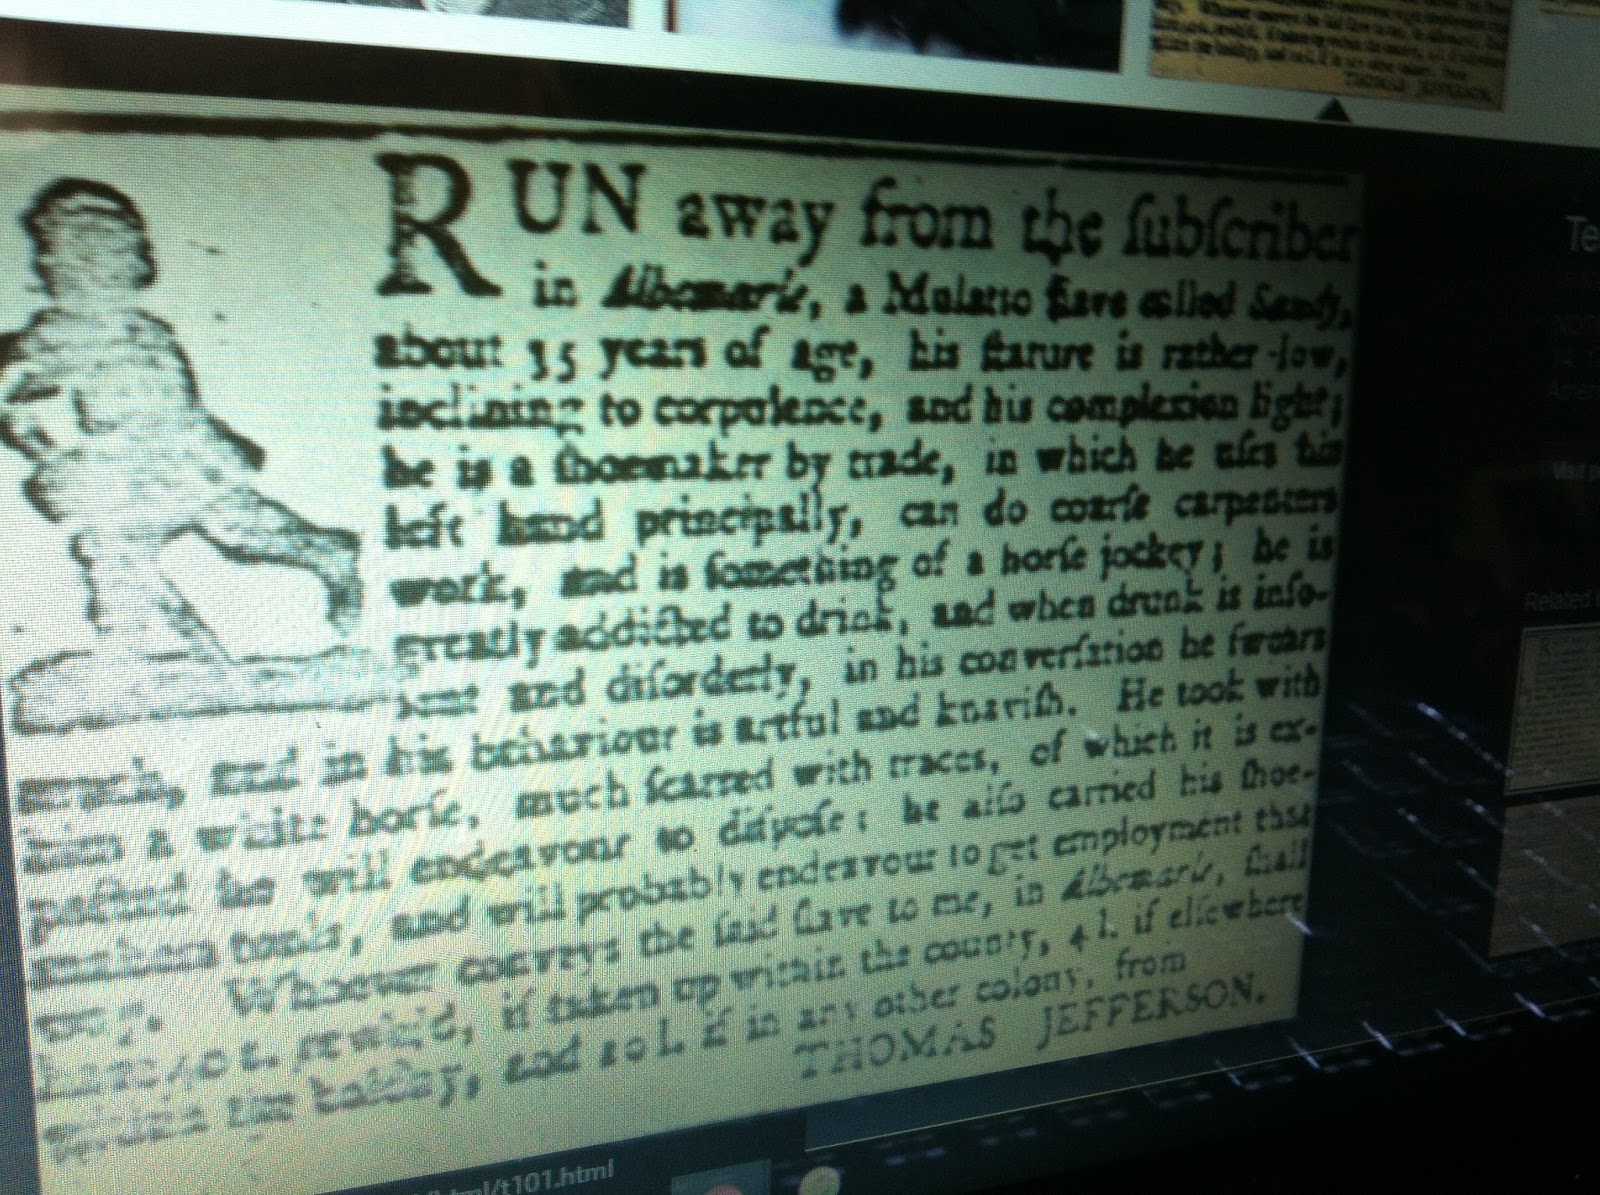 THOMAS JEFFERSON.
RUN away from the ſubſcriber
in Albemarle, a Mulatto ſlave called Sandy,
about 35 years of age, his ſtature is rather low,
inclining to corpulence, and his complexion light;
he is a ſhoemaker by trade, in which he uſes his
left hand principally, can do coarſe carpenters
work, and is ſomething of a horſe jockey; he is
greatly addicted to drink, and when drunk is inſo-
lent and diſorderly, in his converſation he ſwears
much, and in his behaviour is artful and knaviſh. He took with
him a white horſe, much ſcarred with traces, of which it is ex-
pected he will endeavour to diſpoſe; he alſo carried his ſhoe-
makers tools, and will probably endeavour to get employment that
way. Whoever conveys the ſaid ſlave to me, in Albemarle, ſhall
have 40 s. reward, if taken up within the county, 4 l. if elſewhere
within the colony, and 10 l. if in any other colony, from
THOMAS JEFFERSON.
/t101.html
Related